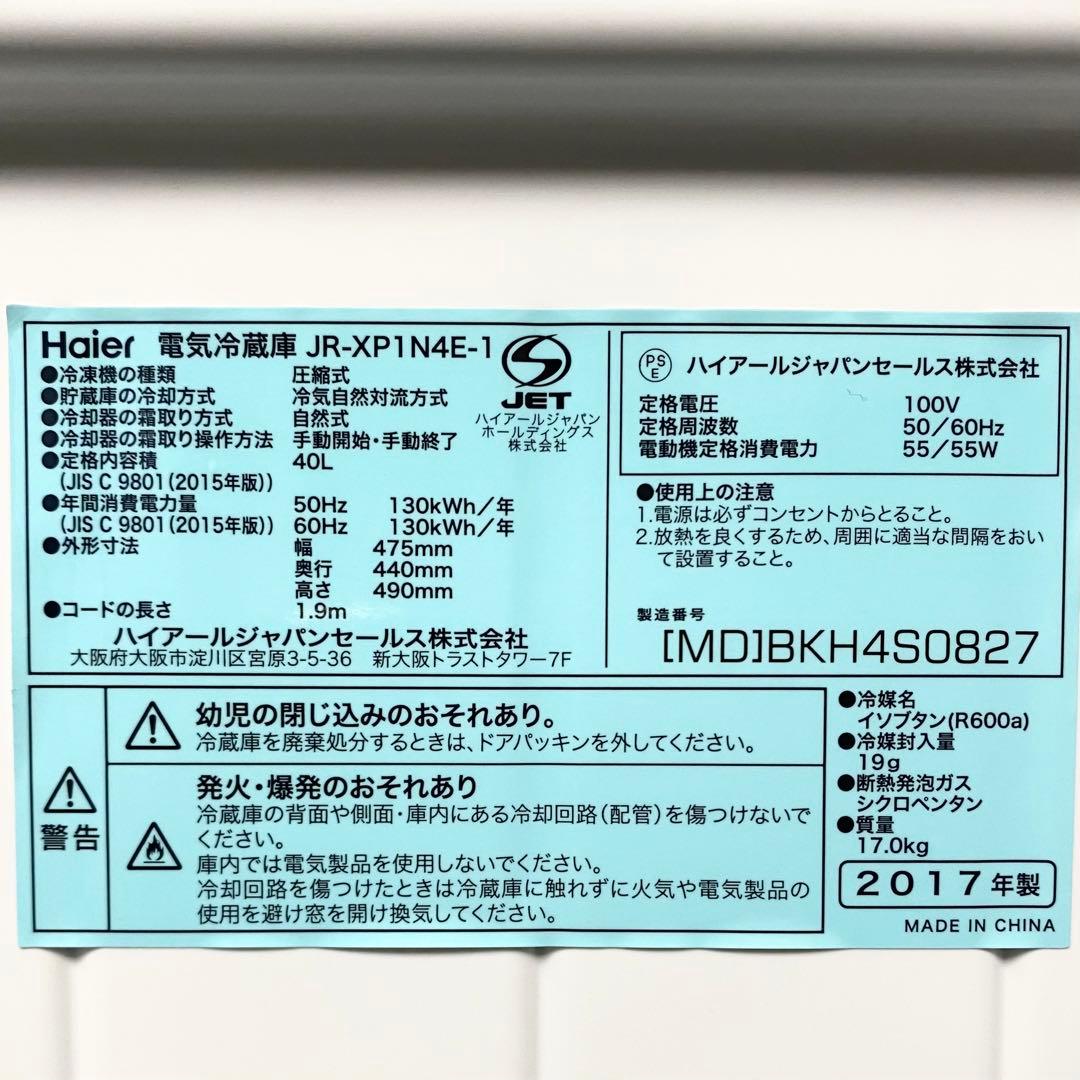 Haier 電気冷蔵庫 JR-XP1N4E-1
●冷凍機の種類 圧縮式
●貯蔵庫の冷却方式 冷気自然対流方式
●冷却器の霜取り方式 自然式
●冷却器の霜取り操作方法 手動開始・手動終了
●定格内容積 40L
(JIS C 9801(2015年版))
●年間消費電力量 50Hz 130kWh/年
(JIS C 9801(2015年版)) 60Hz 130kWh/年
●外形寸法 幅 475mm
奥行 440mm
高さ 490mm
●コードの長さ 1.9m
ハイアールジャパンセールス株式会社
大阪府大阪市淀川区宮原3-5-36 新大阪トラストタワー7F
JET
ハイアールジャパン
ホールディングス
株式会社
PS
E
ハイアールジャパンセールス株式会社
定格電圧 100V
定格周波数 50/60Hz
電動機定格消費電力 55/55W
●使用上の注意
1.電源は必ずコンセントからとること。
2.放熱を良くするため、周囲に適当な間隔をおい
て設置すること。
製造番号
[MD]BKH4S0827
警告
幼児の閉じ込めのおそれあり。
冷蔵庫を廃棄処分するときは、ドアパッキンを外してください。
発火・爆発のおそれあり
冷蔵庫の背面や側面・庫内にある冷却回路(配管)を傷つけないで
ください。
庫内では電気製品を使用しないでください。
冷却回路を傷つけたときは冷蔵庫に触れずに火気や電気製品の
使用を避け窓を開け換気してください。
●冷媒名
イソブタン(R600a)
●冷媒封入量
19g
●断熱発泡ガス
シクロペンタン
●質量
17.0kg
2017年製
MADE IN CHINA